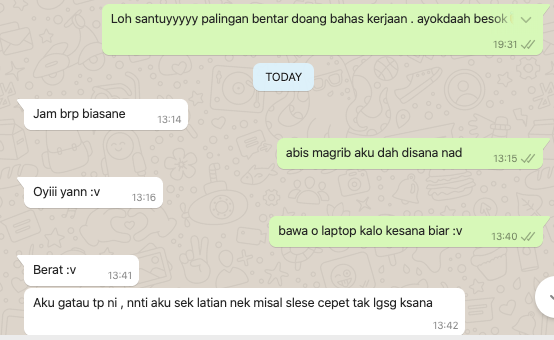 Loh santuyyyyy palingan bentar doang bahas kerjaan . ayokdaah besok
19:31
TODAY
Jam brp biasane
13:14
abis magrib aku dah disana nad
13:15
Oyiii yann :v
13:16
bawa o laptop kalo kesana biar :v
13:40
Berat :v
13:41
Aku gatau tp ni , nnti aku sek latian nek misal slese cepet tak lgsg ksana
13:42